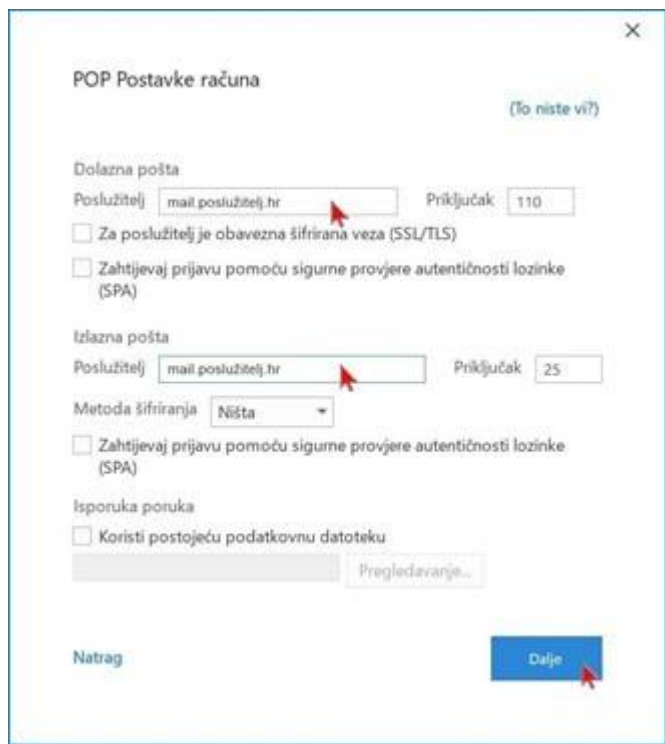 POP Postavke računa
(To niste vi?)
Dolazna pošta
Poslužitelj mail.poslužitelj.hr Priključak 110
Za poslužitelj je obavezna šifrirana veza (SSL/TLS)
Zahtijevaj prijavu pomoću sigurne provjere autentičnosti lozinke
(SPA)
Izlazna pošta
Poslužitelj mail.poslužitelj.hr Priključak 25
Metoda šifriranja Ništa
Zahtijevaj prijavu pomoću sigurne provjere autentičnosti lozinke
(SPA)
Isporuka poruka
Koristi postojeću podatkovnu datoteku
Pregledavanje...
Natrag Dalje